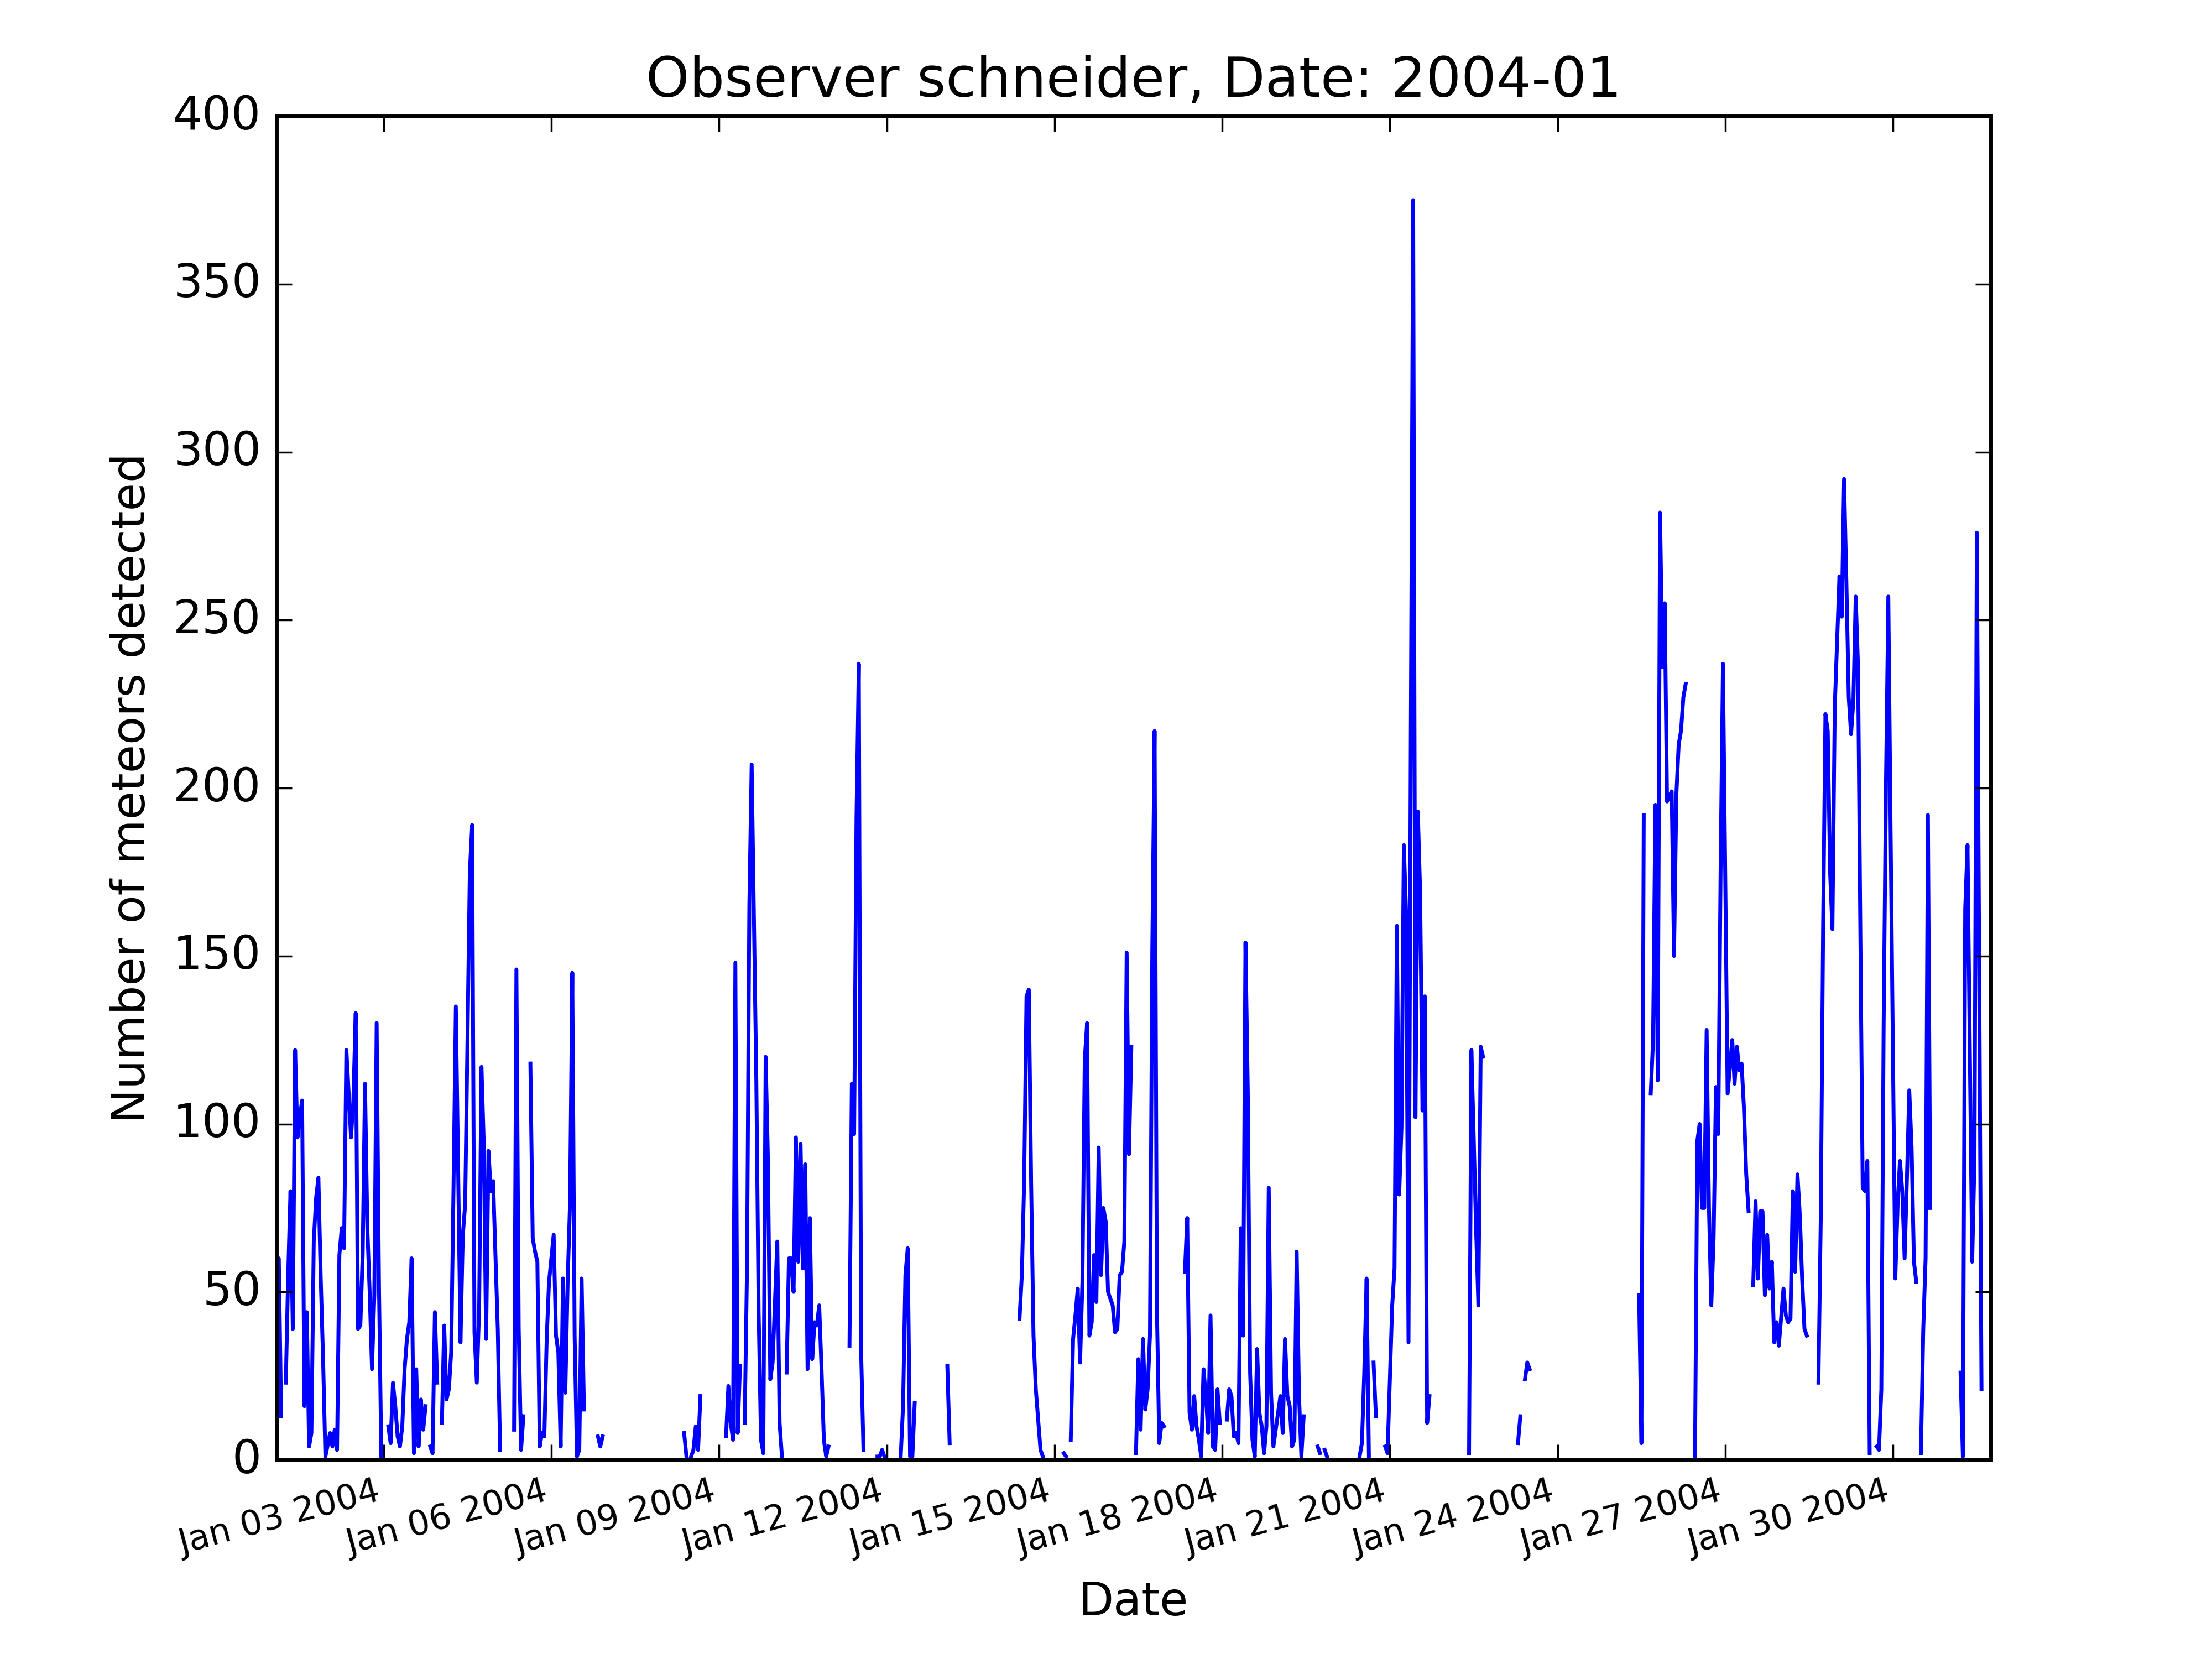 Observer schneider, Date: 2004-01
Number of meteors detected
400
350
300
250
200
150
100
50
0
Jan 03 2004
Jan 06 2004
Jan 09 2004
Jan 12 2004
Jan 15 2004
Jan 18 2004
Jan 21 2004
Jan 24 2004
Jan 27 2004
Jan 30 2004
Date